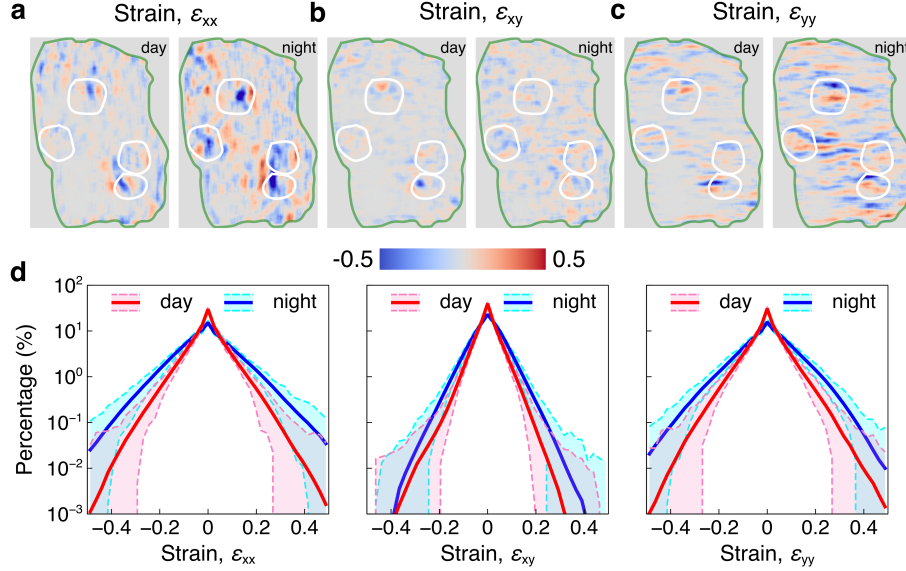 a
Strain, εxx
b
Strain, εxy
c
Strain, εyy
day
night
day
night
day
night
-0.5
0.5
d
10²
10¹
10⁰
10⁻¹
10⁻²
10⁻³
Percentage (%)
day
night
−0.4 −0.2 0 0.2 0.4
Strain, εxx
day
night
−0.4 −0.2 0 0.2 0.4
Strain, εxy
day
night
−0.4 −0.2 0 0.2 0.4
Strain, εyy